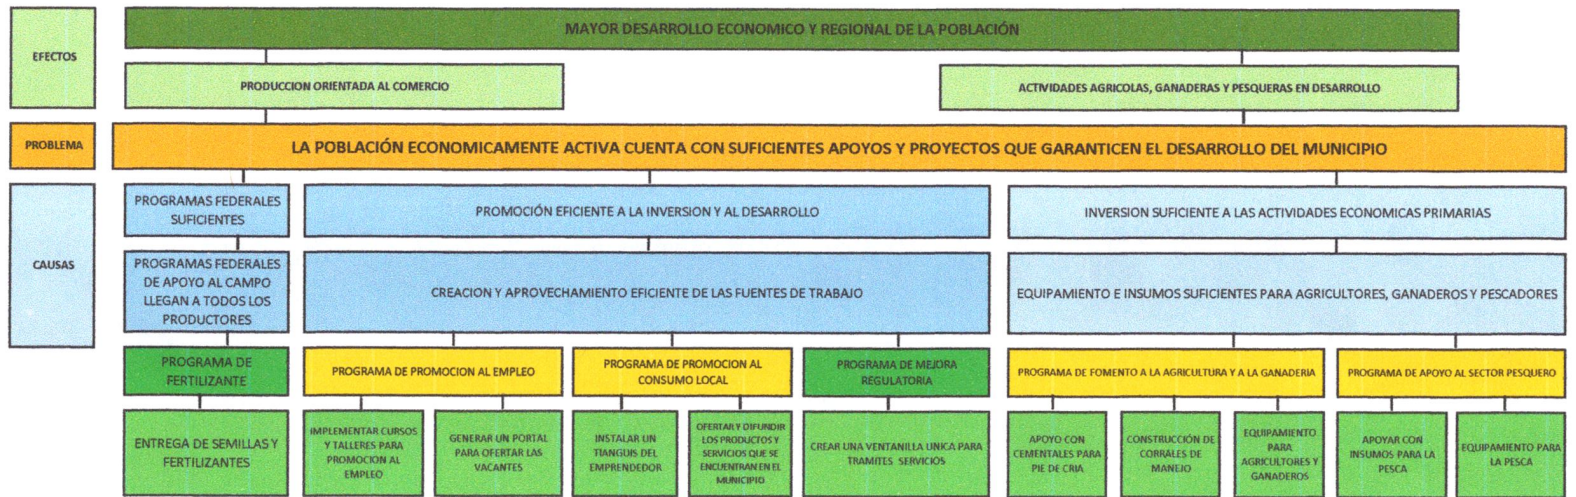 MAYOR DESARROLLO ECONOMICO Y REGIONAL DE LA POBLACIÓN
EFECTOS
PRODUCCION ORIENTADA AL COMERCIO
ACTIVIDADES AGRICOLAS, GANADERAS Y PESQUERAS EN DESARROLLO
PROBLEMA
LA POBLACIÓN ECONOMICAMENTE ACTIVA CUENTA CON SUFICIENTES APOYOS Y PROYECTOS QUE GARANTICEN EL DESARROLLO DEL MUNICIPIO
CAUSAS
PROGRAMAS FEDERALES
SUFICIENTES
PROMOCIÓN EFICIENTE A LA INVERSION Y AL DESARROLLO
INVERSION SUFICIENTE A LAS ACTIVIDADES ECONOMICAS PRIMARIAS
PROGRAMAS FEDERALES
DE APOYO AL CAMPO
LLEGAN A TODOS LOS
PRODUCTORES
CREACION Y APROVECHAMIENTO EFICIENTE DE LAS FUENTES DE TRABAJO
EQUIPAMIENTO E INSUMOS SUFICIENTES PARA AGRICULTORES, GANADEROS Y PESCADORES
PROGRAMA DE
FERTILIZANTE
PROGRAMA DE PROMOCION AL EMPLEO
PROGRAMA DE PROMOCION AL
CONSUMO LOCAL
PROGRAMA DE MEJORA
REGULATORIA
PROGRAMA DE FOMENTO A LA AGRICULTURA Y A LA GANADERIA
PROGRAMA DE APOYO AL SECTOR PESQUERO
ENTREGA DE SEMILLAS Y
FERTILIZANTES
IMPLEMENTAR CURSOS
Y TALLERES PARA
PROMOCION AL
EMPLEO
GENERAR UN PORTAL
PARA OFERTAR LAS
VACANTES
INSTALAR UN
TIANGUIS DEL
EMPRENDEDOR
OFERTAR Y DIFUNDIR
LOS PRODUCTOS Y
SERVICIOS QUE SE
ENCUENTRAN EN EL
MUNICIPIO
CREAR UNA VENTANILLA UNICA PARA
TRAMITES SERVICIOS
APOYO CON
CEMENTALES PARA
PIE DE CRIA
CONSTRUCCIÓN DE
CORRALES DE
MANEJO
EQUIPAMIENTO
PARA
AGRICULTORES Y
GANADEROS
APOYAR CON
INSUMOS PARA LA
PESCA
EQUIPAMIENTO PARA
LA PESCA